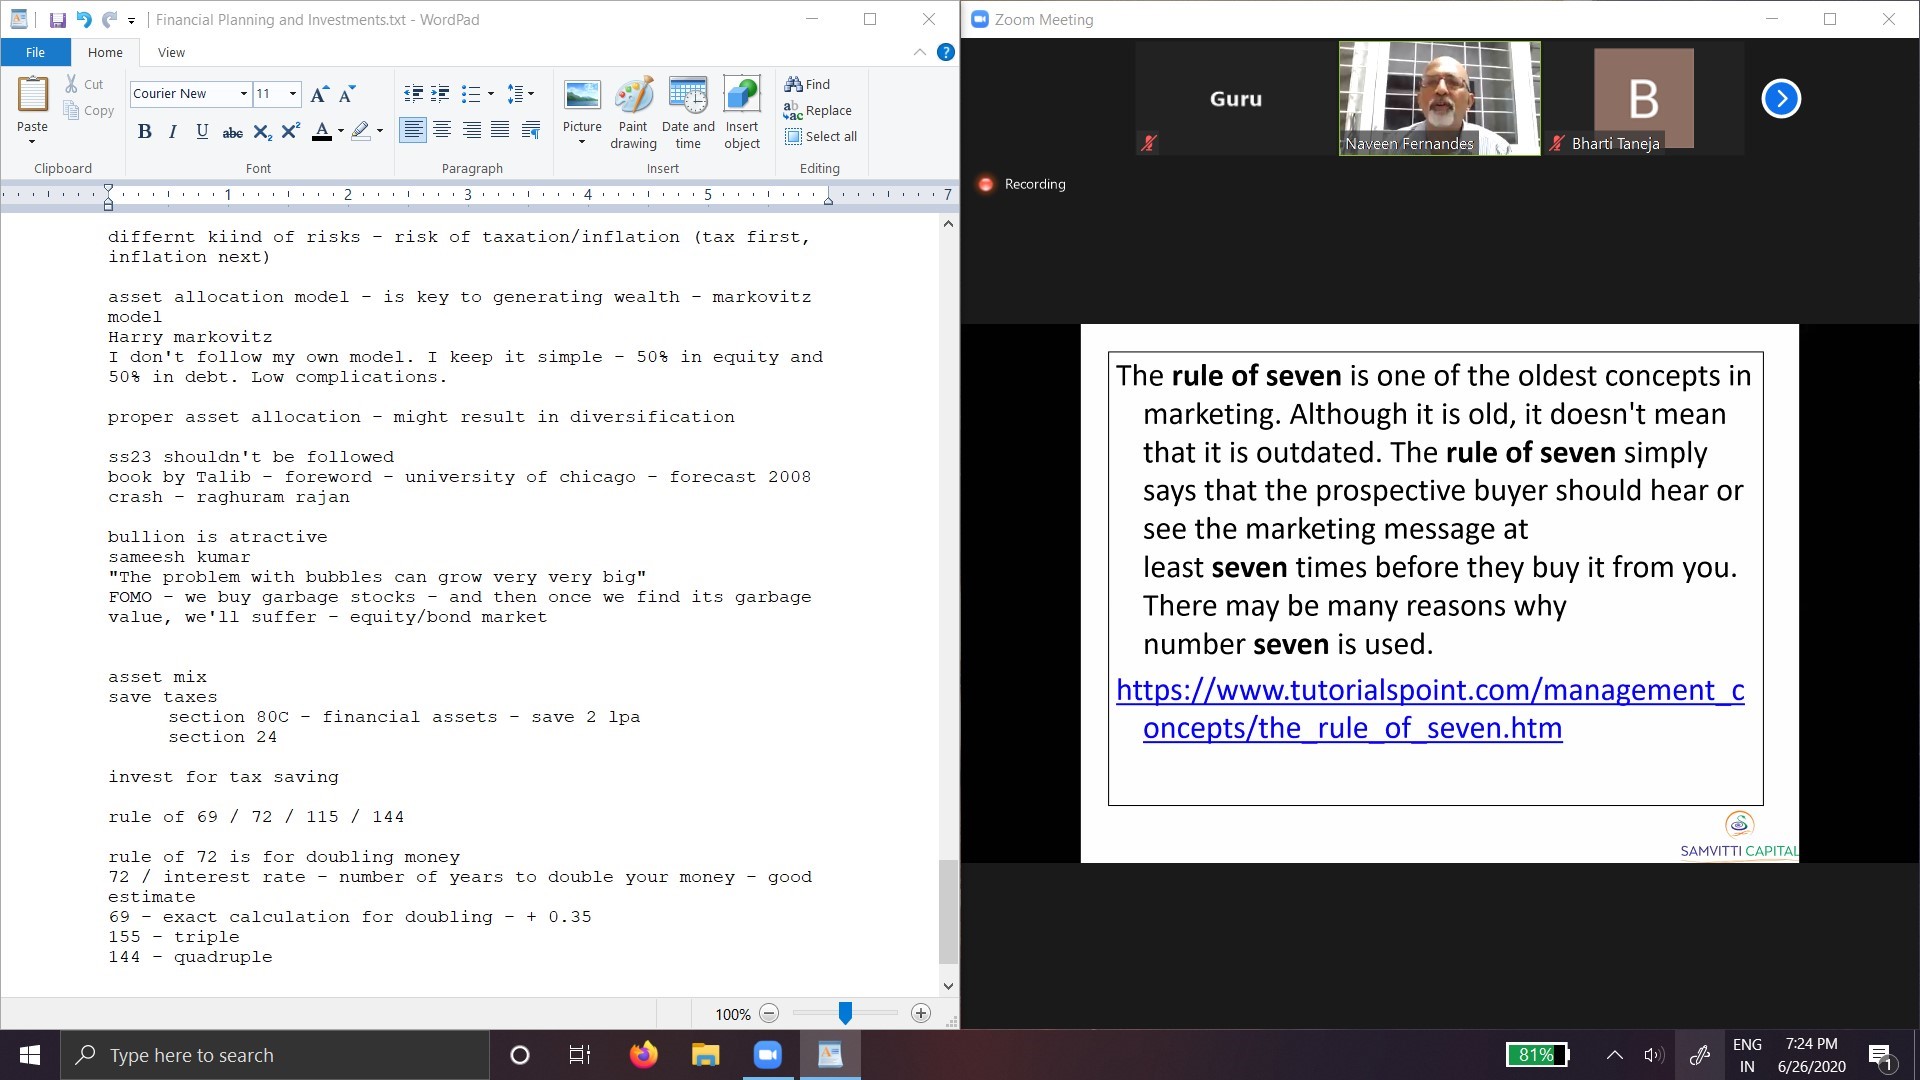 Financial Planning and Investments.txt - WordPad
File
Home
View
Paste
Cut
Copy
Clipboard
Courier New
11
B I U abc X₂ X² A
Font
Paragraph
Picture
Paint drawing
Date and time
Insert object
Insert
Find
Replace
Select all
Editing
1 2 3 4 5 7
differnt kiind of risks - risk of taxation/inflation (tax first,
inflation next)
asset allocation model - is key to generating wealth - markovitz
model
Harry markovitz
I don't follow my own model. I keep it simple - 50% in equity and
50% in debt. Low complications.
proper asset allocation - might result in diversification
ss23 shouldn't be followed
book by Talib - foreword - university of chicago - forecast 2008
crash - raghuram rajan
bullion is atractive
sameesh kumar
"The problem with bubbles can grow very very big"
FOMO - we buy garbage stocks - and then once we find its garbage
value, we'll suffer - equity/bond market
asset mix
save taxes
section 80C - financial assets - save 2 lpa
section 24
invest for tax saving
rule of 69 / 72 / 115 / 144
rule of 72 is for doubling money
72 / interest rate - number of years to double your money - good
estimate
69 - exact calculation for doubling - + 0.35
155 - triple
144 - quadruple
100%
Zoom Meeting
Guru
Naveen Fernandes
B
Bharti Taneja
Recording
The rule of seven is one of the oldest concepts in
marketing. Although it is old, it doesn't mean
that it is outdated. The rule of seven simply
says that the prospective buyer should hear or
see the marketing message at
least seven times before they buy it from you.
There may be many reasons why
number seven is used.
https://www.tutorialspoint.com/management_c
oncepts/the_rule_of_seven.htm
SAMVITTI CAPITAL
Type here to search
81%
ENG
IN
7:24 PM
6/26/2020
1